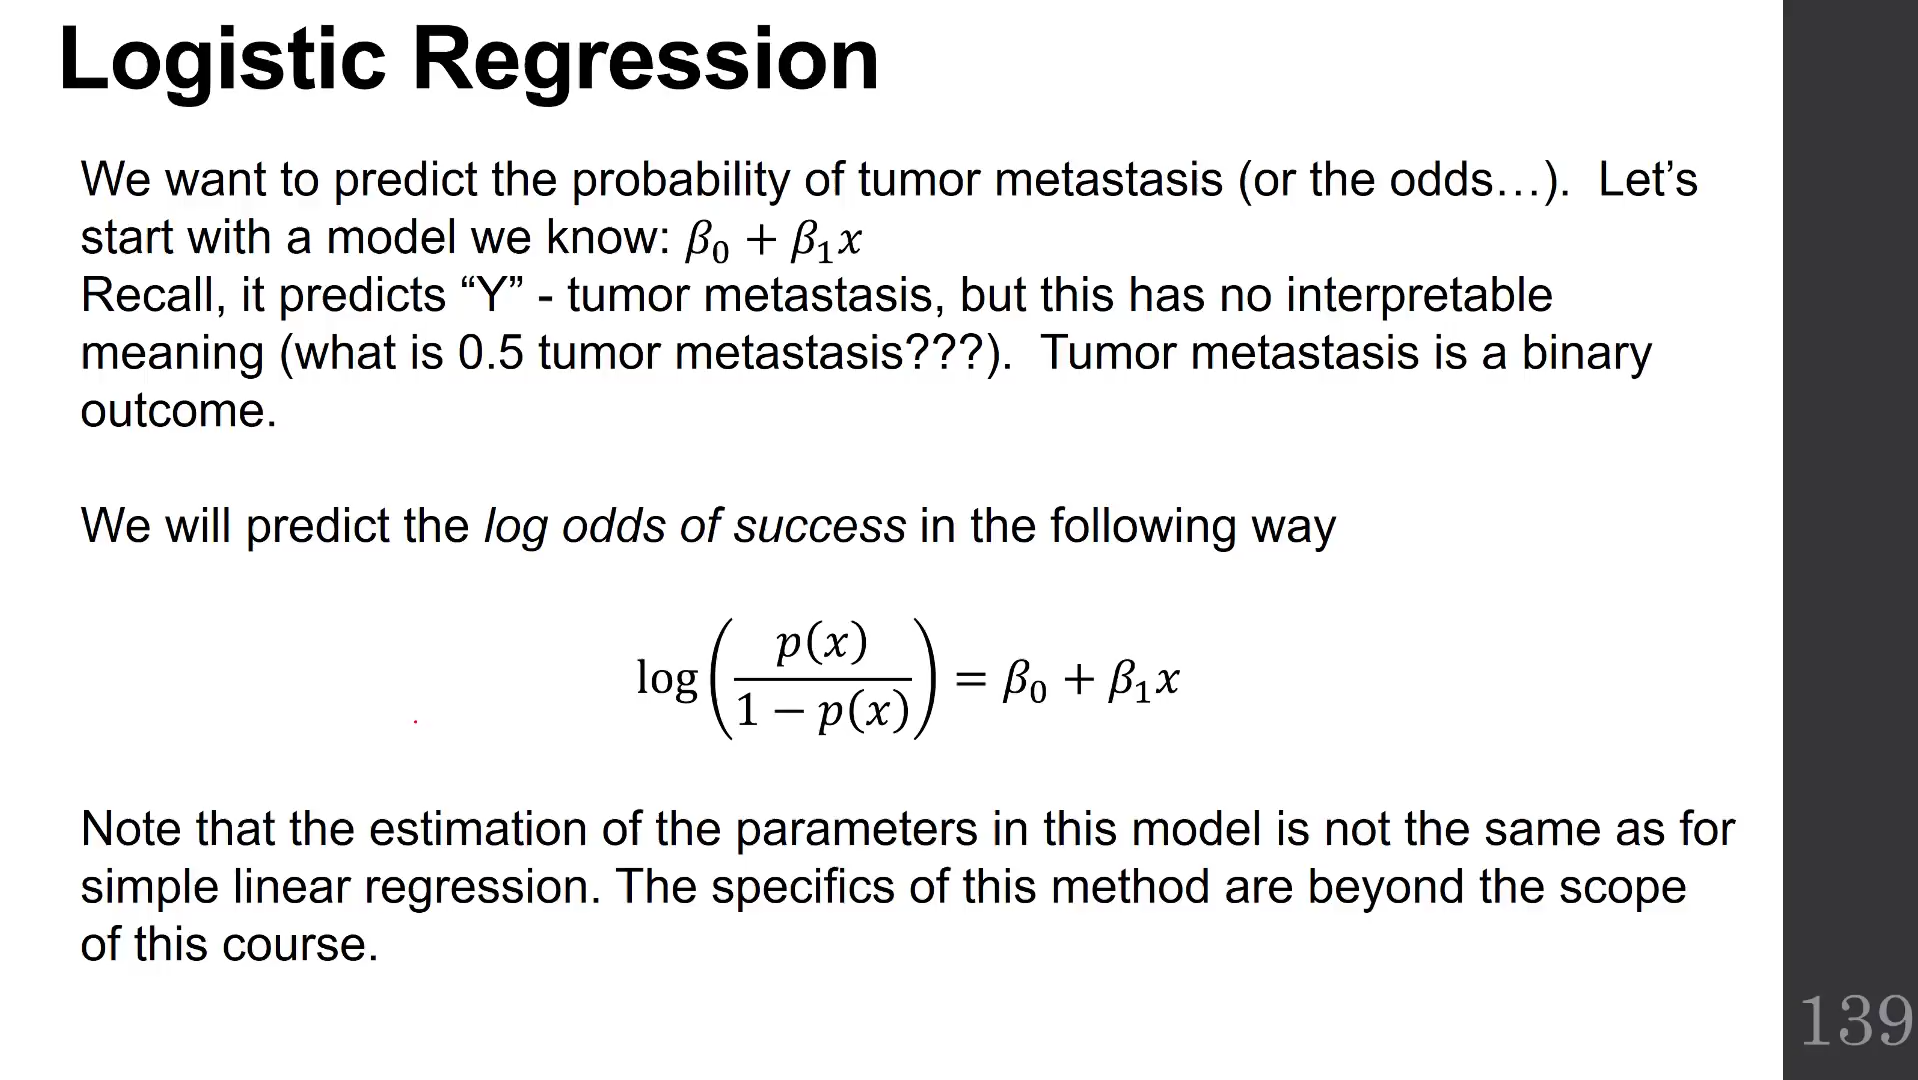 Logistic Regression
We want to predict the probability of tumor metastasis (or the odds…).  Let’s
start with a model we know: 𝛽₀ + 𝛽₁𝑥
Recall, it predicts “Y” - tumor metastasis, but this has no interpretable
meaning (what is 0.5 tumor metastasis???).  Tumor metastasis is a binary
outcome.
We will predict the log odds of success in the following way
log(𝑝(𝑥) / (1 − 𝑝(𝑥))) = 𝛽₀ + 𝛽₁𝑥
Note that the estimation of the parameters in this model is not the same as for
simple linear regression. The specifics of this method are beyond the scope
of this course.
139